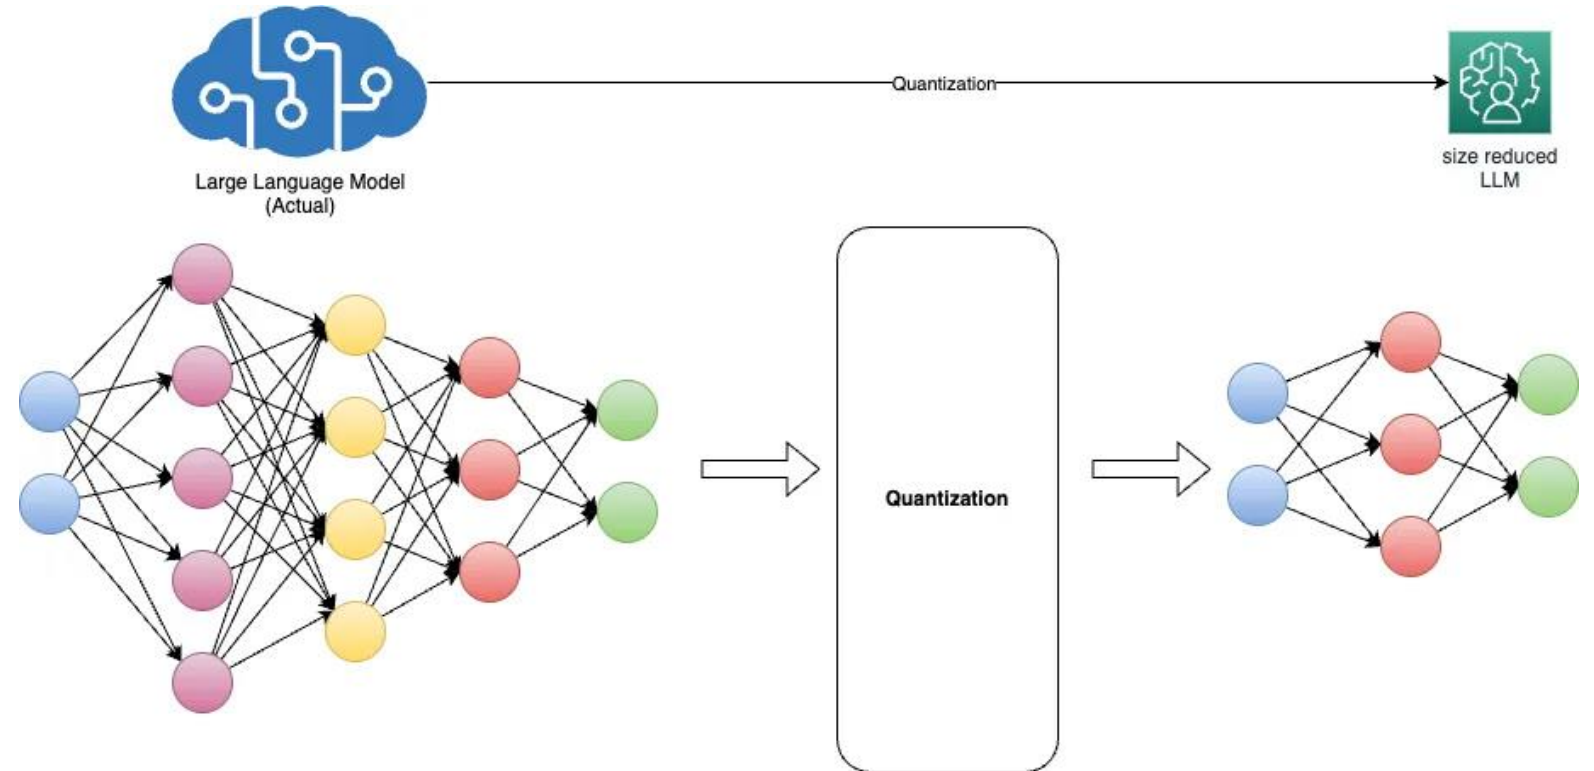 Quantization
Large Language Model
(Actual)
size reduced
LLM
Quantization